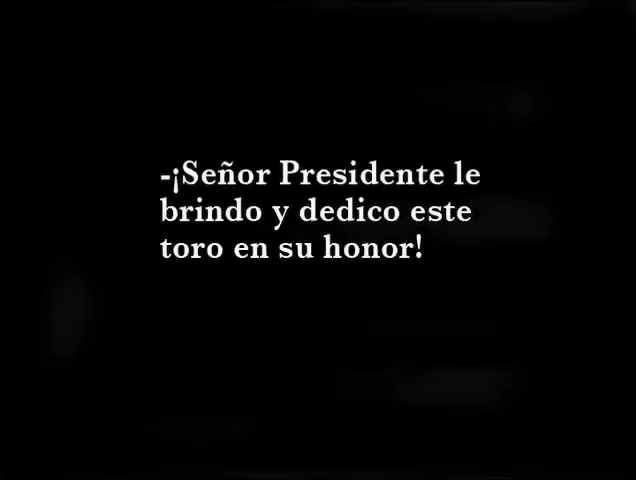 -¡Señor Presidente le
brindo y dedico este
toro en su honor!